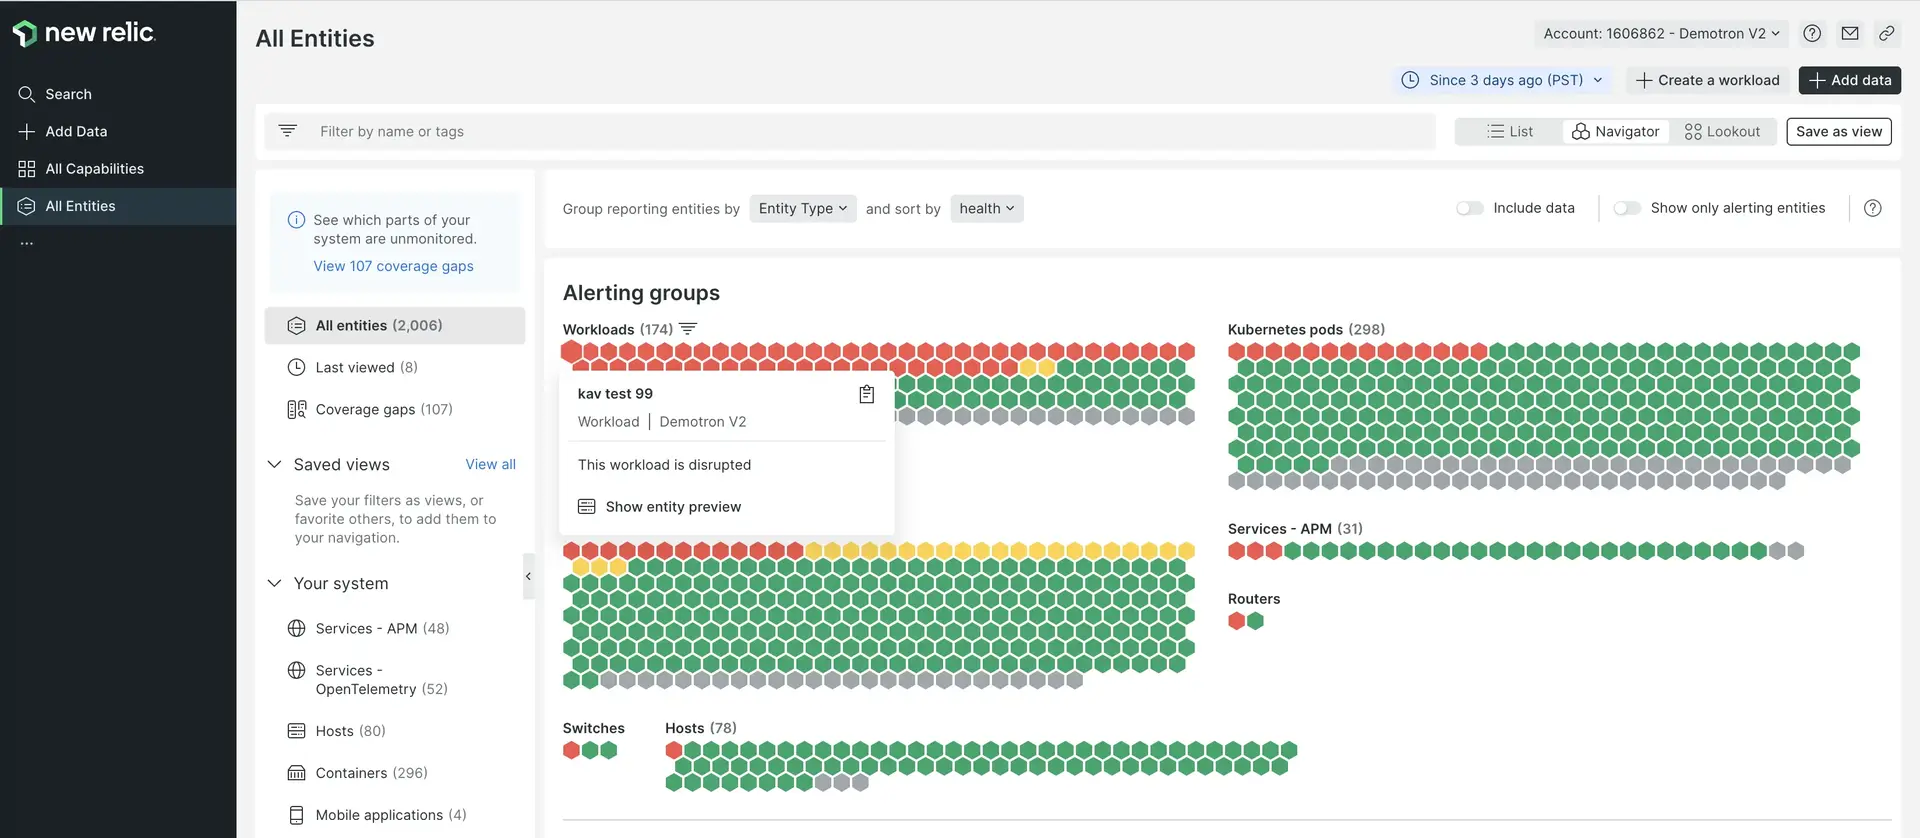 new relic.
Search
Add Data
All Capabilities
All Entities
...
All Entities
Account: 1606862 - Demotron V2
Since 3 days ago (PST)
Create a workload
Add data
Filter by name or tags
List
Navigator
Lookout
Save as view
See which parts of your
system are unmonitored.
View 107 coverage gaps
All entities (2,006)
Last viewed (8)
Coverage gaps (107)
Saved views
View all
Save your filters as views, or
favorite others, to add them to
your navigation.
Your system
Services - APM (48)
Services -
OpenTelemetry (52)
Hosts (80)
Containers (296)
Mobile applications (4)
Group reporting entities by
Entity Type
and sort by
health
Include data
Show only alerting entities
Alerting groups
Workloads (174)
kav test 99
Workload | Demotron V2
This workload is disrupted
Show entity preview
Kubernetes pods (298)
Services - APM (31)
Routers
Switches
Hosts (78)